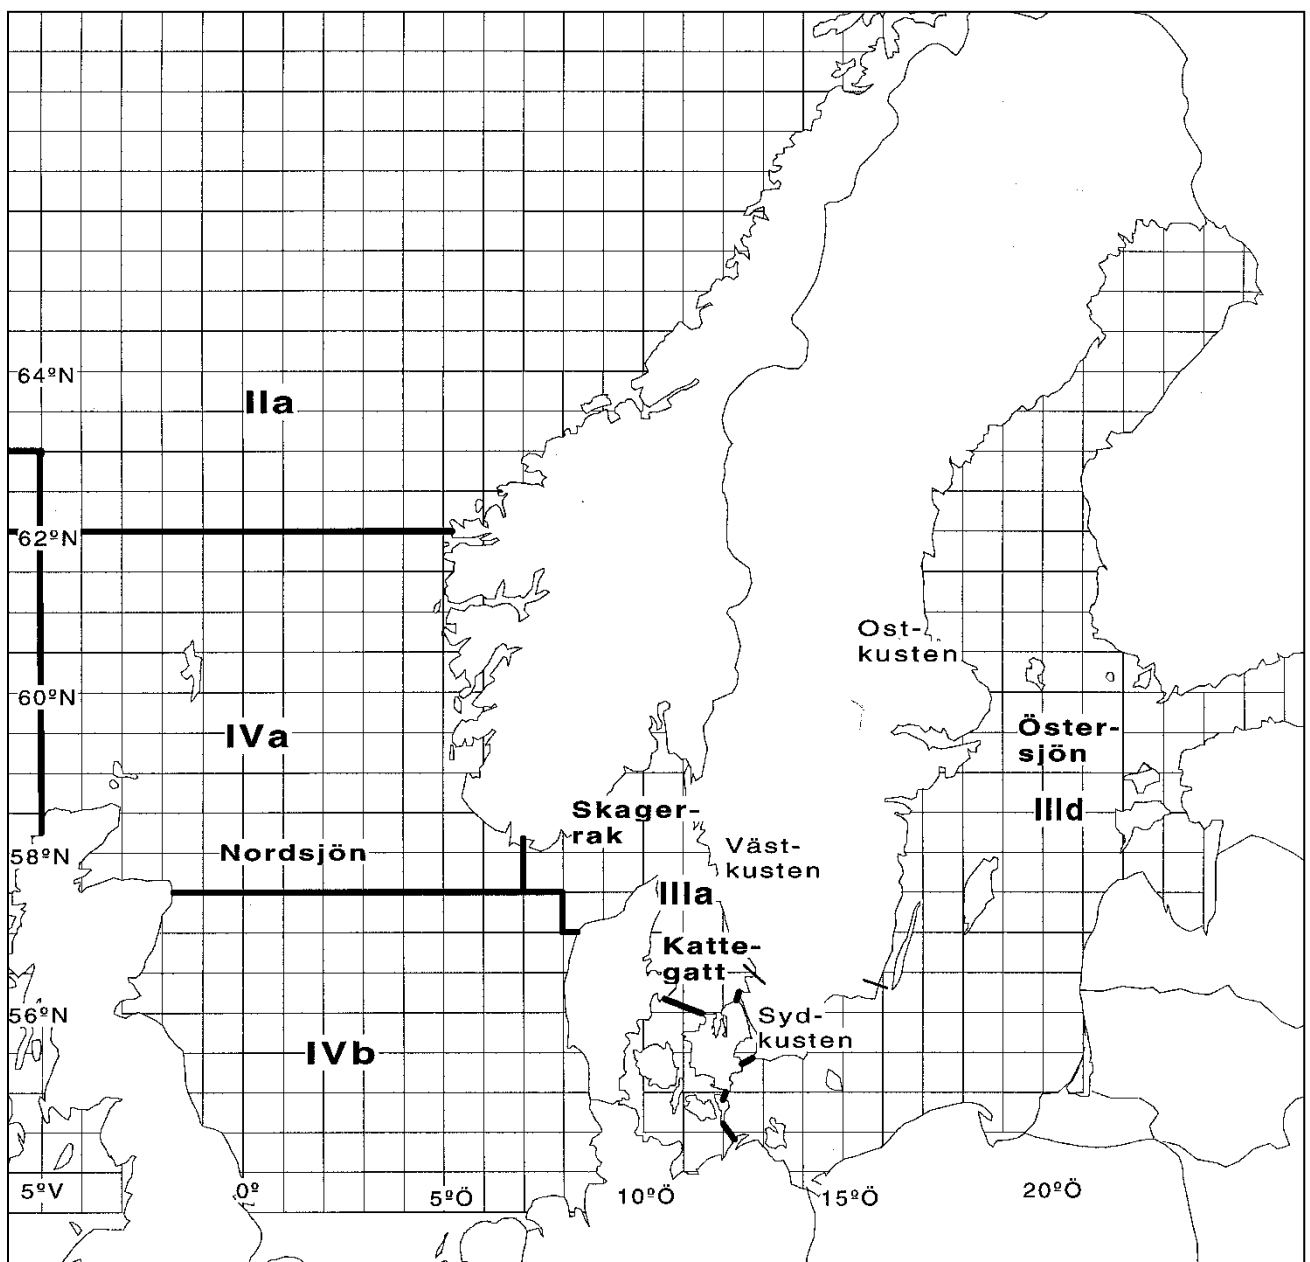 64ºN
IIa
62ºN
Ost-
kusten
60ºN
IVa
Öster-
sjön
IIId
Skager-
rak
58ºN
Nordsjön
Väst-
kusten
IIIa
Katte-
gatt
56ºN
Syd-
kusten
IVb
5ºV
0º
5ºÖ
10ºÖ
15ºÖ
20ºÖ